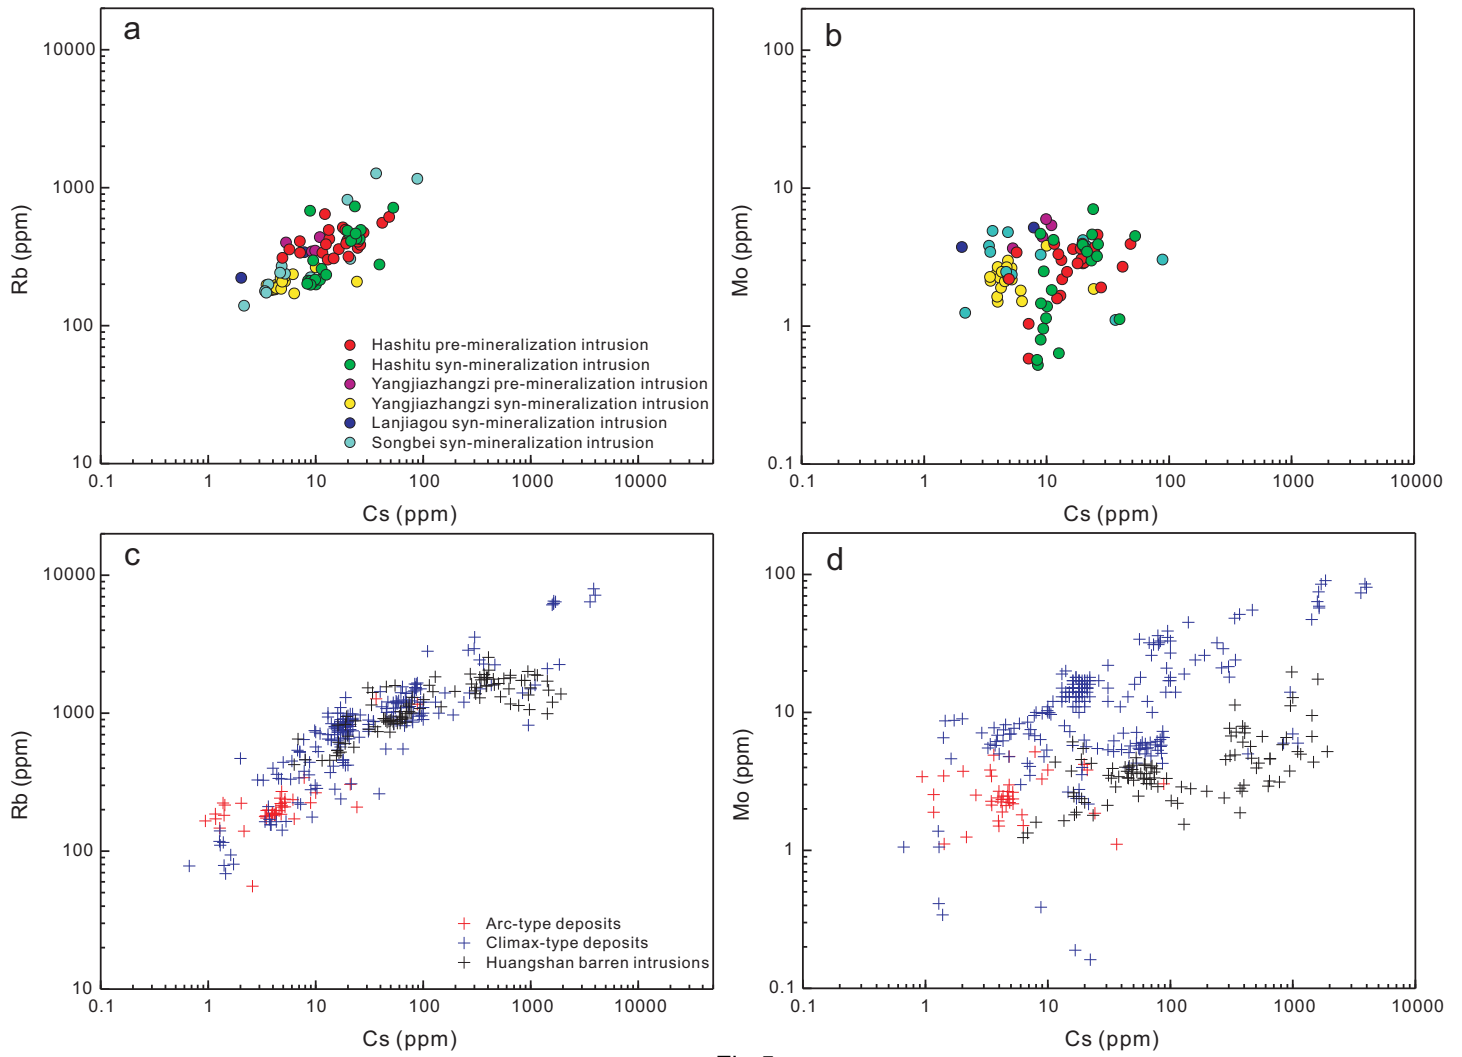 a
10000
1000
100
10
Rb (ppm)
Hashitu pre-mineralization intrusion
Hashitu syn-mineralization intrusion
Yangjiazhangzi pre-mineralization intrusion
Yangjiazhangzi syn-mineralization intrusion
Lanjiagou syn-mineralization intrusion
Songbei syn-mineralization intrusion
0.1 1 10 100 1000 10000
Cs (ppm)
b
100
10
1
0.1
Mo (ppm)
0.1 1 10 100 1000 10000
Cs (ppm)
c
10000
1000
100
10
Rb (ppm)
Arc-type deposits
Climax-type deposits
Huangshan barren intrusions
0.1 1 10 100 1000 10000
Cs (ppm)
d
100
10
1
0.1
Mo (ppm)
0.1 1 10 100 1000 10000
Cs (ppm)